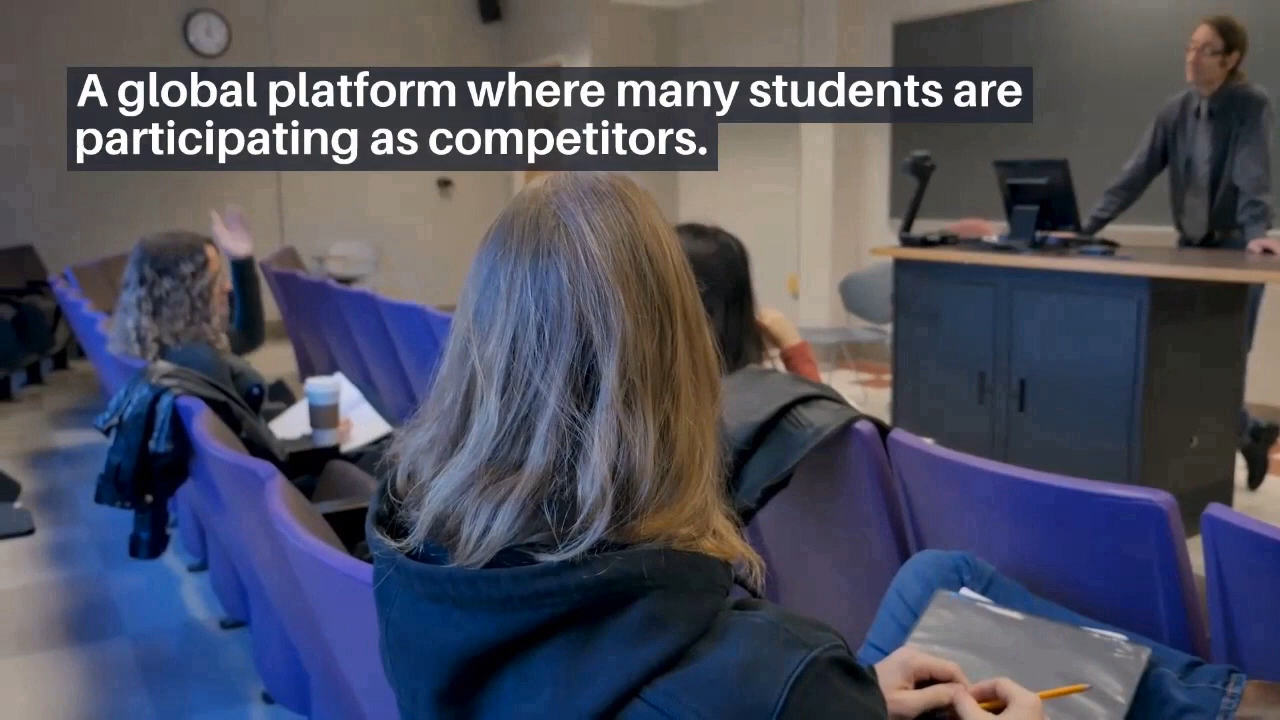 A global platform where many students are
participating as competitors.